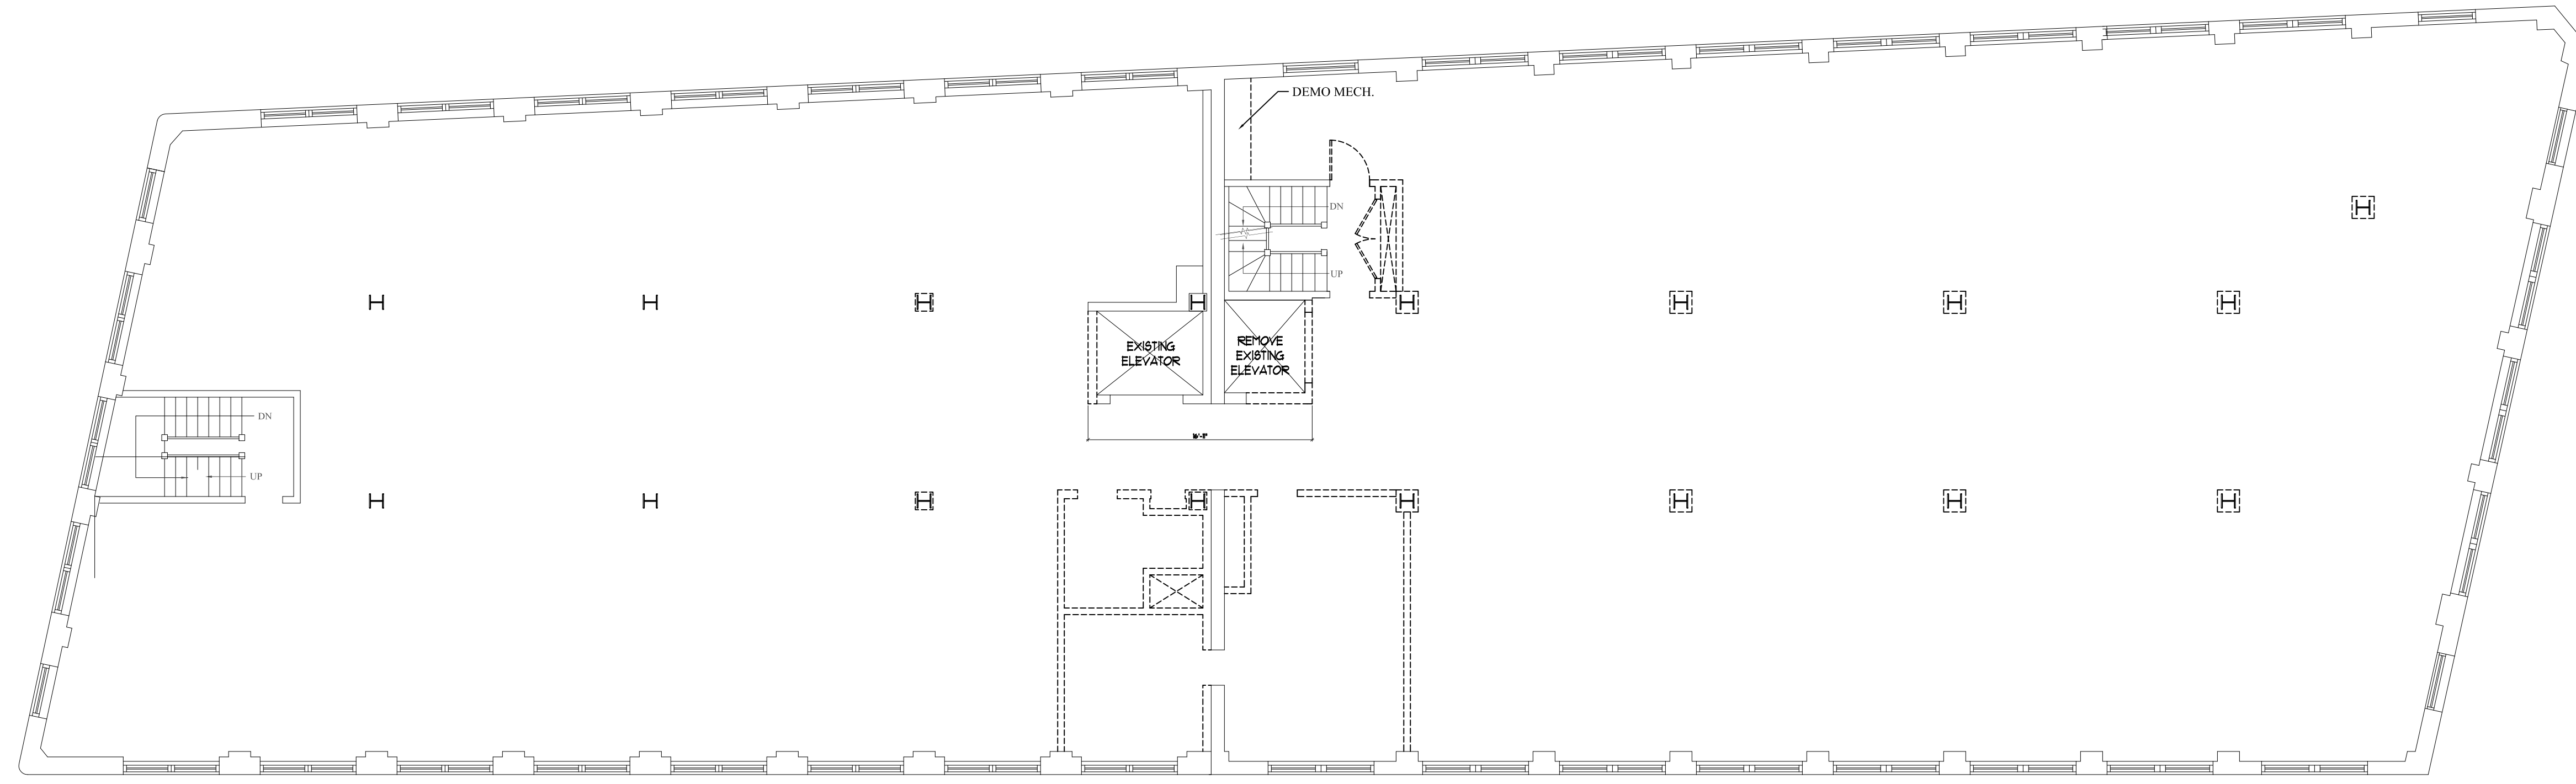 DEMO MECH.
DN
UP
EXISTING
ELEVATOR
REMOVE
EXISTING
ELEVATOR
DN
UP